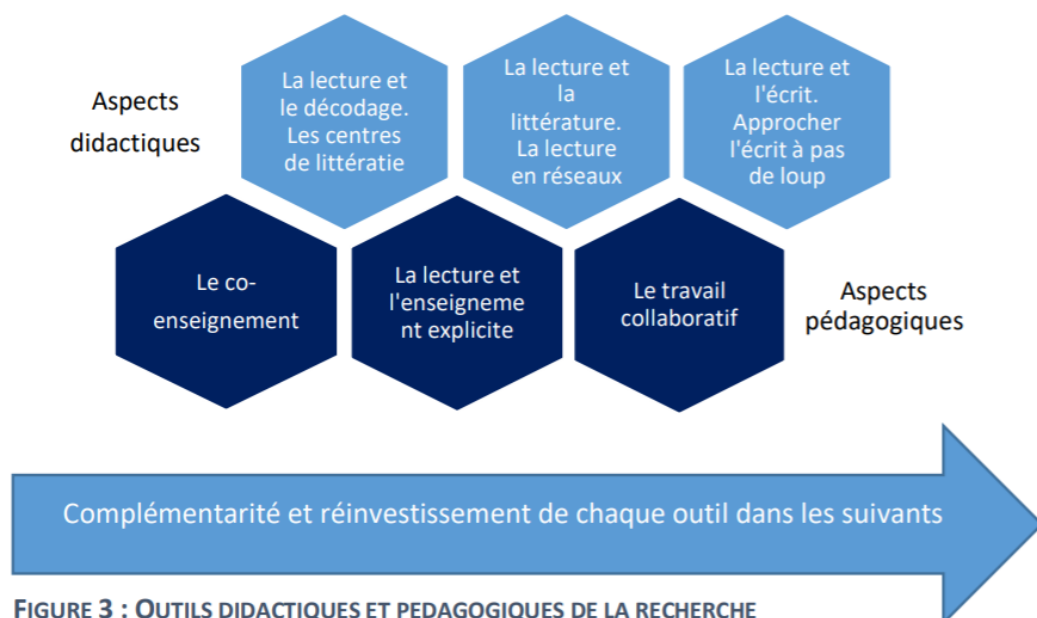 Aspects
didactiques
La lecture et
le décodage.
Les centres
de littératie
La lecture et
la
littérature.
La lecture
en réseaux
La lecture et
l'écrit.
Approcher
l'écrit à pas
de loup
Le co-
enseignement
La lecture et
l'enseigneme
nt explicite
Le travail
collaboratif
Aspects
pédagogiques
Complémentarité et réinvestissement de chaque outil dans les suivants
FIGURE 3 : OUTILS DIDACTIQUES ET PEDAGOGIQUES DE LA RECHERCHE